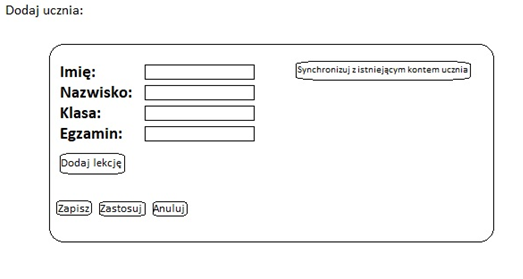 Dodaj ucznia:
Imię: Synchronizuj z istniejącym kontem ucznia
Nazwisko:
Klasa:
Egzamin:
Dodaj lekcję
Zapisz Zastosuj Anuluj